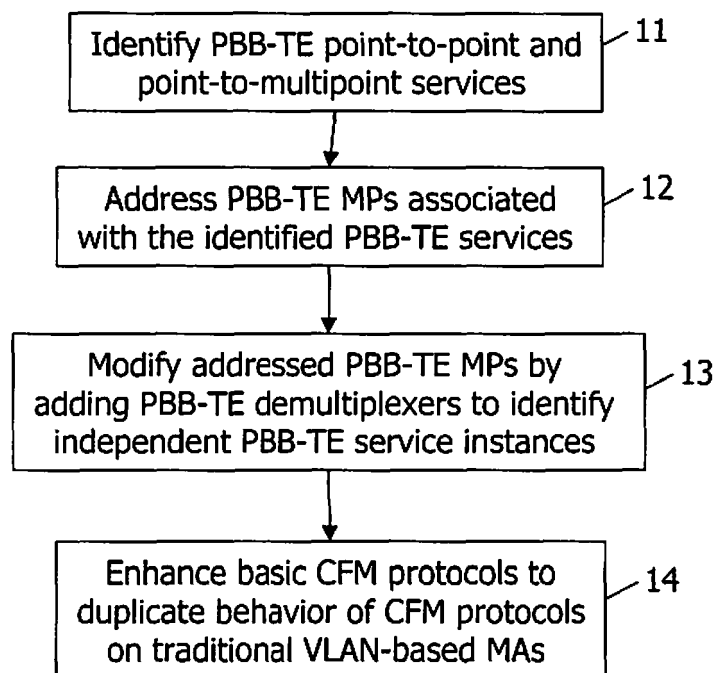 Identify PBB-TE point-to-point and
point-to-multipoint services
11
Address PBB-TE MPs associated
with the identified PBB-TE services
12
Modify addressed PBB-TE MPs by
adding PBB-TE demultiplexers to identify
independent PBB-TE service instances
13
Enhance basic CFM protocols to
duplicate behavior of CFM protocols
on traditional VLAN-based MAs
14